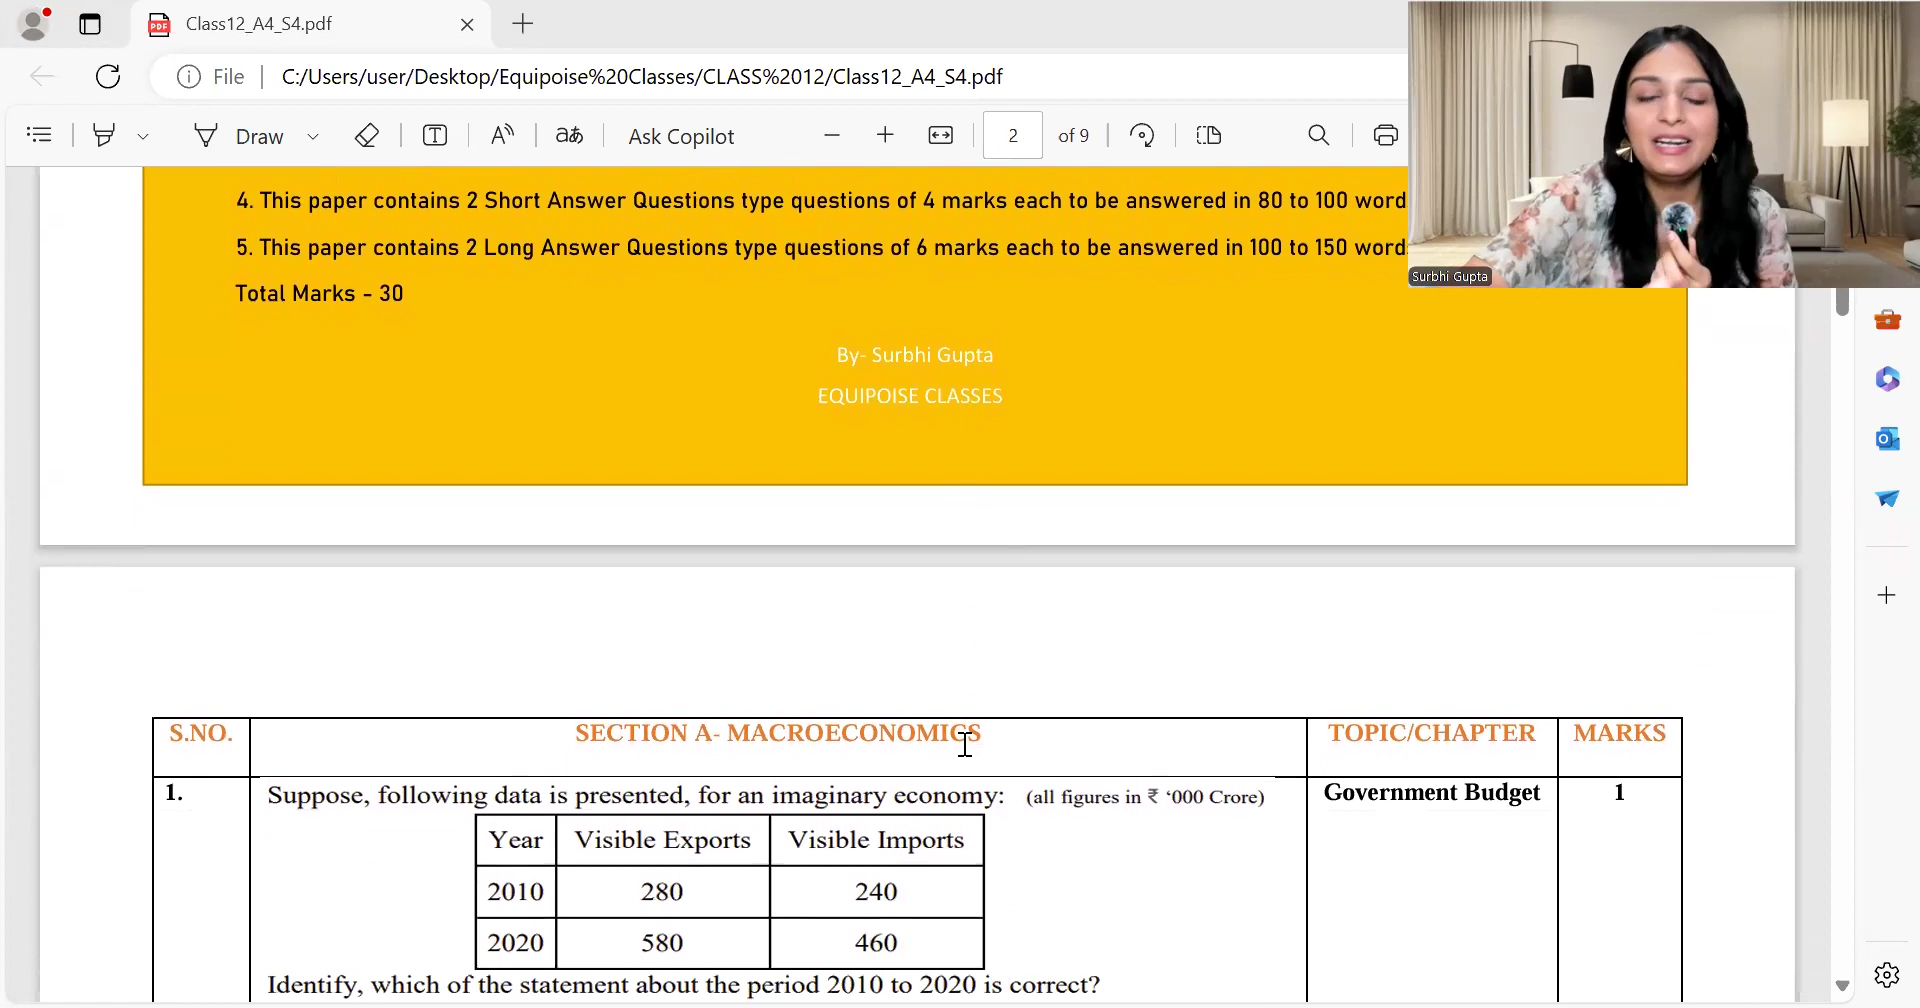 Class12_A4_S4.pdf
File
C:/Users/user/Desktop/Equipoise%20Classes/CLASS%2012/Class12_A4_S4.pdf
Draw
Ask Copilot
2 of 9
4. This paper contains 2 Short Answer Questions type questions of 4 marks each to be answered in 80 to 100 word
5. This paper contains 2 Long Answer Questions type questions of 6 marks each to be answered in 100 to 150 word
Surbhi Gupta
Total Marks - 30
By- Surbhi Gupta
EQUIPOISE CLASSES
S.NO. SECTION A- MACROECONOMICS TOPIC/CHAPTER MARKS
1. Suppose, following data is presented, for an imaginary economy: (all figures in ₹ ‘000 Crore) Government Budget 1
Year Visible Exports Visible Imports
2010 280 240
2020 580 460
Identify, which of the statement about the period 2010 to 2020 is correct?